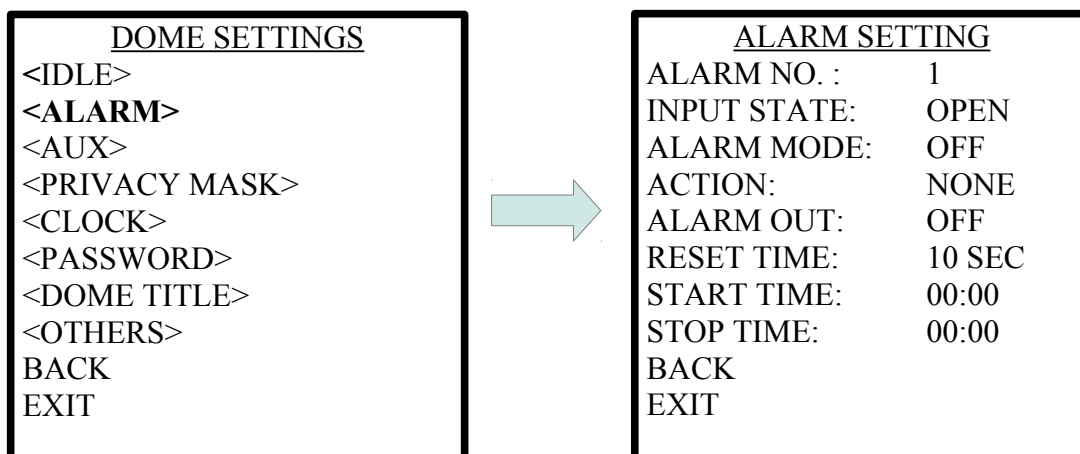 DOME SETTINGS
<IDLE>
<ALARM>
<AUX>
<PRIVACY MASK>
<CLOCK>
<PASSWORD>
<DOME TITLE>
<OTHERS>
BACK
EXIT
ALARM SETTING
ALARM NO. : 1
INPUT STATE: OPEN
ALARM MODE: OFF
ACTION: NONE
ALARM OUT: OFF
RESET TIME: 10 SEC
START TIME: 00:00
STOP TIME: 00:00
BACK
EXIT